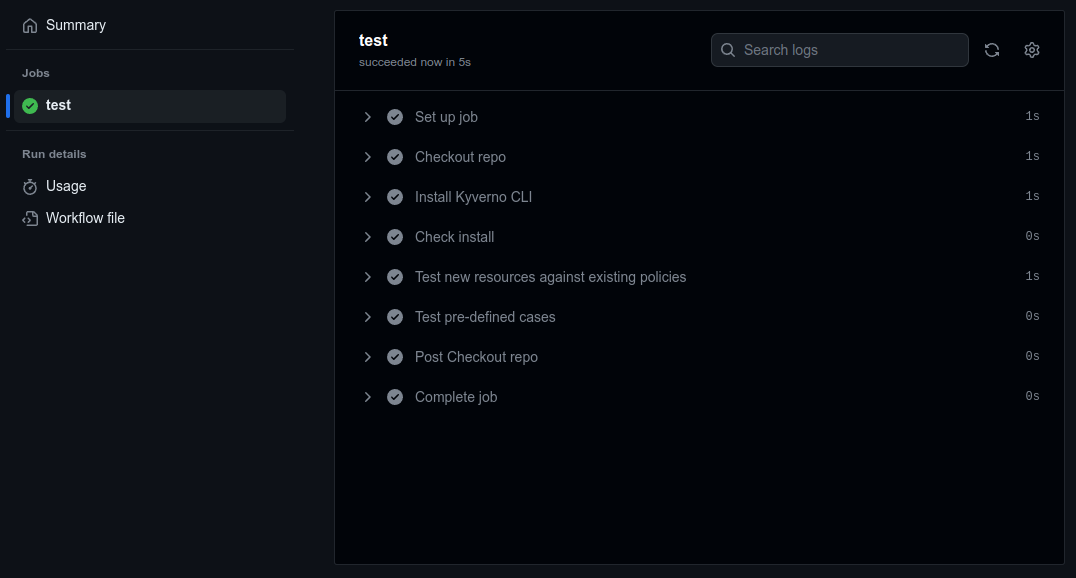 Summary
Jobs
test
Run details
Usage
Workflow file
test
succeeded now in 5s
Search logs
Set up job 1s
Checkout repo 1s
Install Kyverno CLI 1s
Check install 0s
Test new resources against existing policies 1s
Test pre-defined cases 0s
Post Checkout repo 0s
Complete job 0s